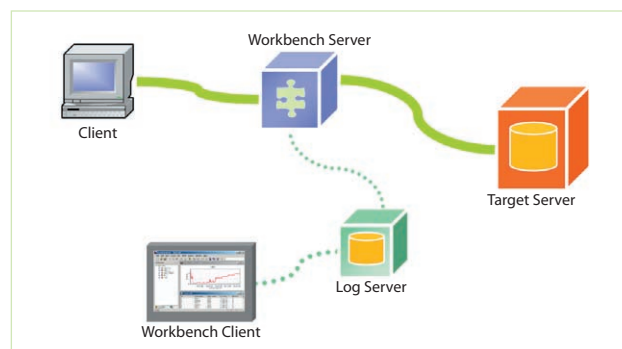 Workbench Server
Client
Target Server
Log Server
Workbench Client